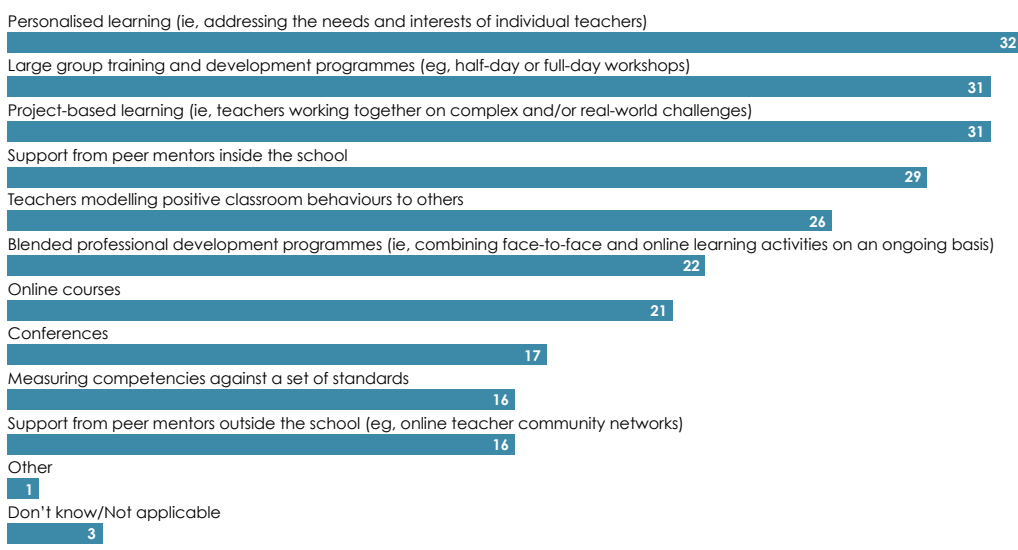 Personalised learning (ie, addressing the needs and interests of individual teachers)
32
Large group training and development programmes (eg, half-day or full-day workshops)
31
Project-based learning (ie, teachers working together on complex and/or real-world challenges)
31
Support from peer mentors inside the school
29
Teachers modelling positive classroom behaviours to others
26
Blended professional development programmes (ie, combining face-to-face and online learning activities on an ongoing basis)
22
Online courses
21
Conferences
17
Measuring competencies against a set of standards
16
Support from peer mentors outside the school (eg, online teacher community networks)
16
Other
1
Don't know/Not applicable
3